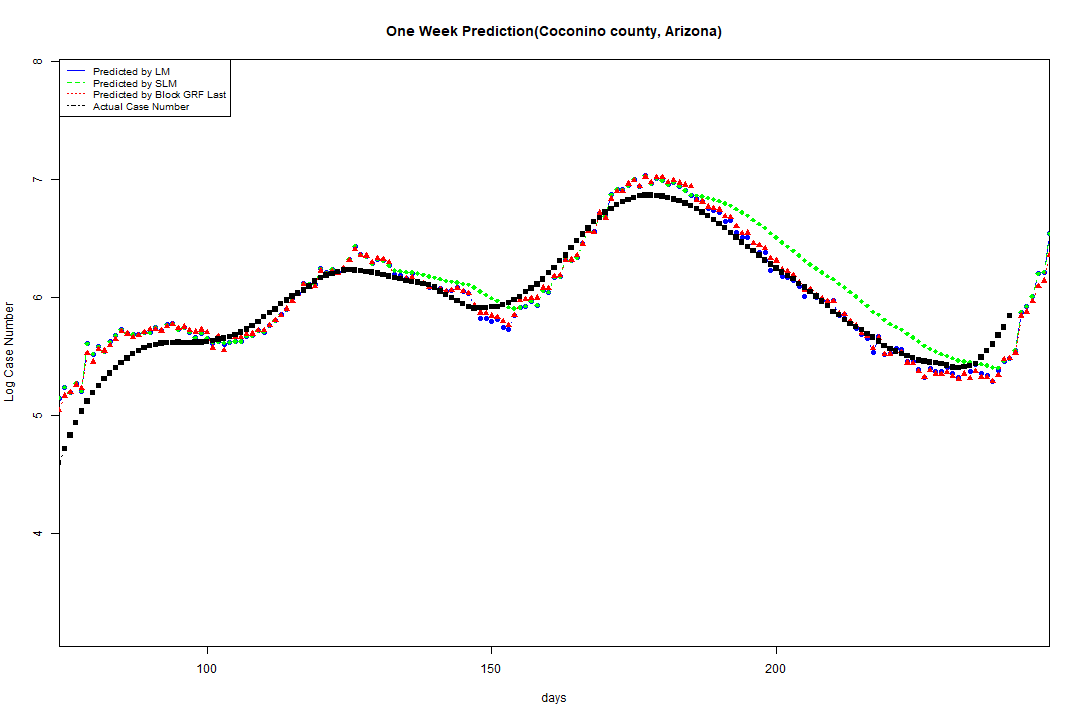 One Week Prediction(Coconino county, Arizona)
Predicted by LM
Predicted by SLM
Predicted by Block GRF Last
Actual Case Number
8
7
6
5
4
Log Case Number
100 150 200
days